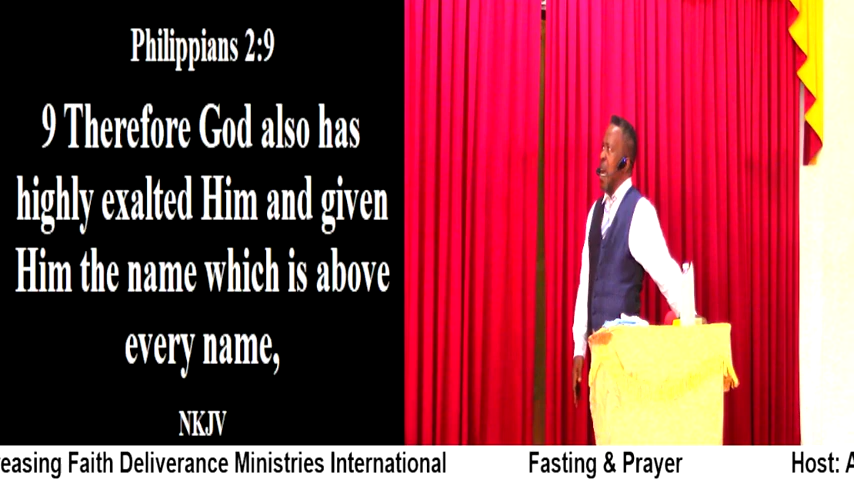 Philippians 2:9
9 Therefore God also has
highly exalted Him and given
Him the name which is above
every name,
NKJV
easing Faith Deliverance Ministries International Fasting & Prayer Host: A